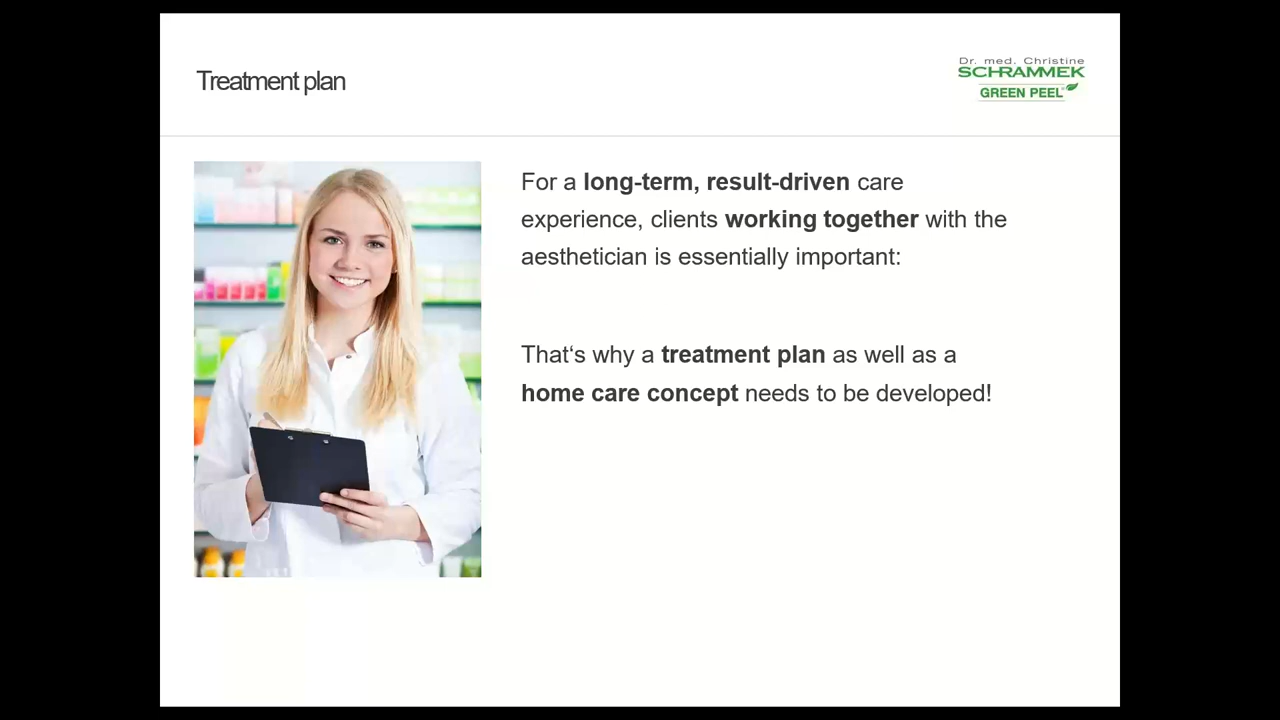 Treatment plan
Dr. med. Christine
SCHRAMMEK
GREEN PEEL®
For a long-term, result-driven care
experience, clients working together with the
aesthetician is essentially important:
That‘s why a treatment plan as well as a
home care concept needs to be developed!